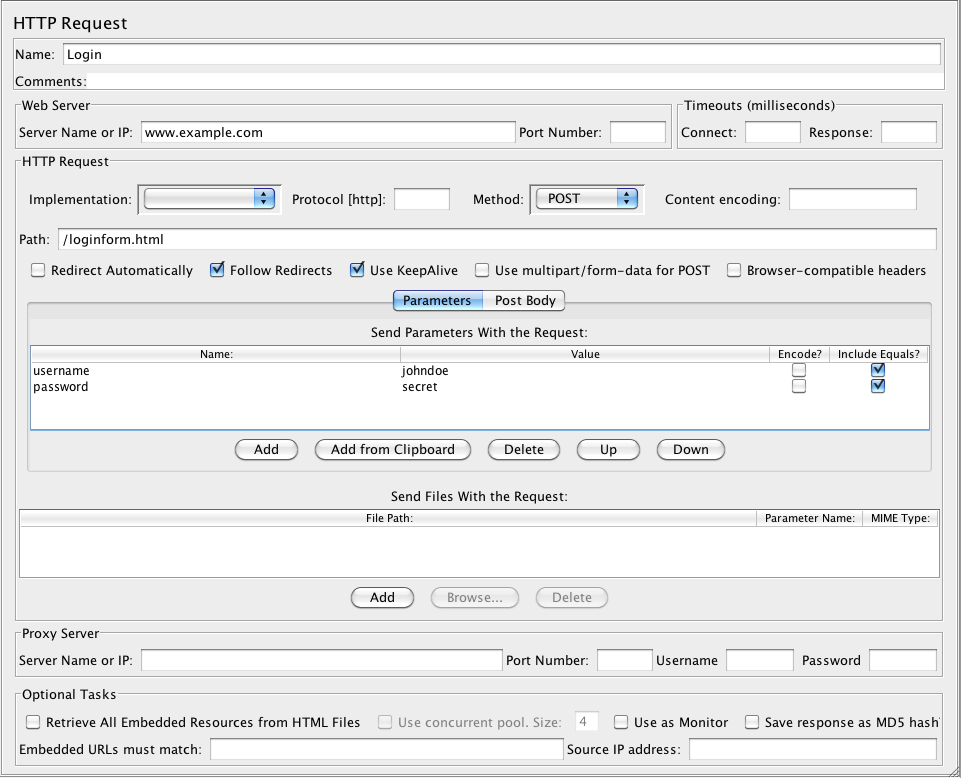 HTTP Request
Name: Login
Comments:
Web Server
Timeouts (milliseconds)
Server Name or IP: www.example.com Port Number:
Connect: Response:
HTTP Request
Implementation: Protocol [http]: Method: POST Content encoding:
Path: /loginform.html
Redirect Automatically Follow Redirects Use KeepAlive Use multipart/form-data for POST Browser-compatible headers
Parameters Post Body
Send Parameters With the Request:
Name: Value Encode? Include Equals?
username johndoe
password secret
Add Add from Clipboard Delete Up Down
Send Files With the Request:
File Path: Parameter Name: MIME Type:
Add Browse... Delete
Proxy Server
Server Name or IP: Port Number: Username Password
Optional Tasks
Retrieve All Embedded Resources from HTML Files Use concurrent pool. Size: 4 Use as Monitor Save response as MD5 hash
Embedded URLs must match: Source IP address: